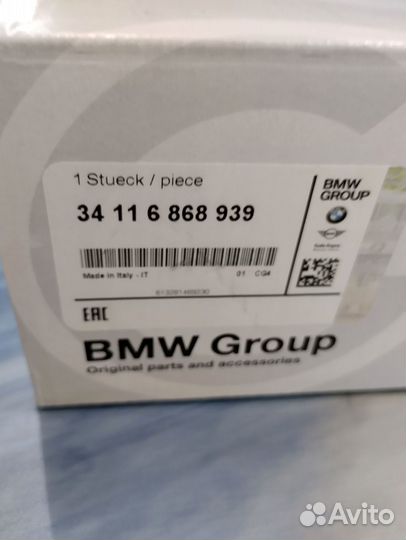 1 Stueck / piece
34 11 6 868 939
BMW
GROUP
Made in Italy - IT
01 CG4
EAC
BMW Group
Original parts and accessories
Avito